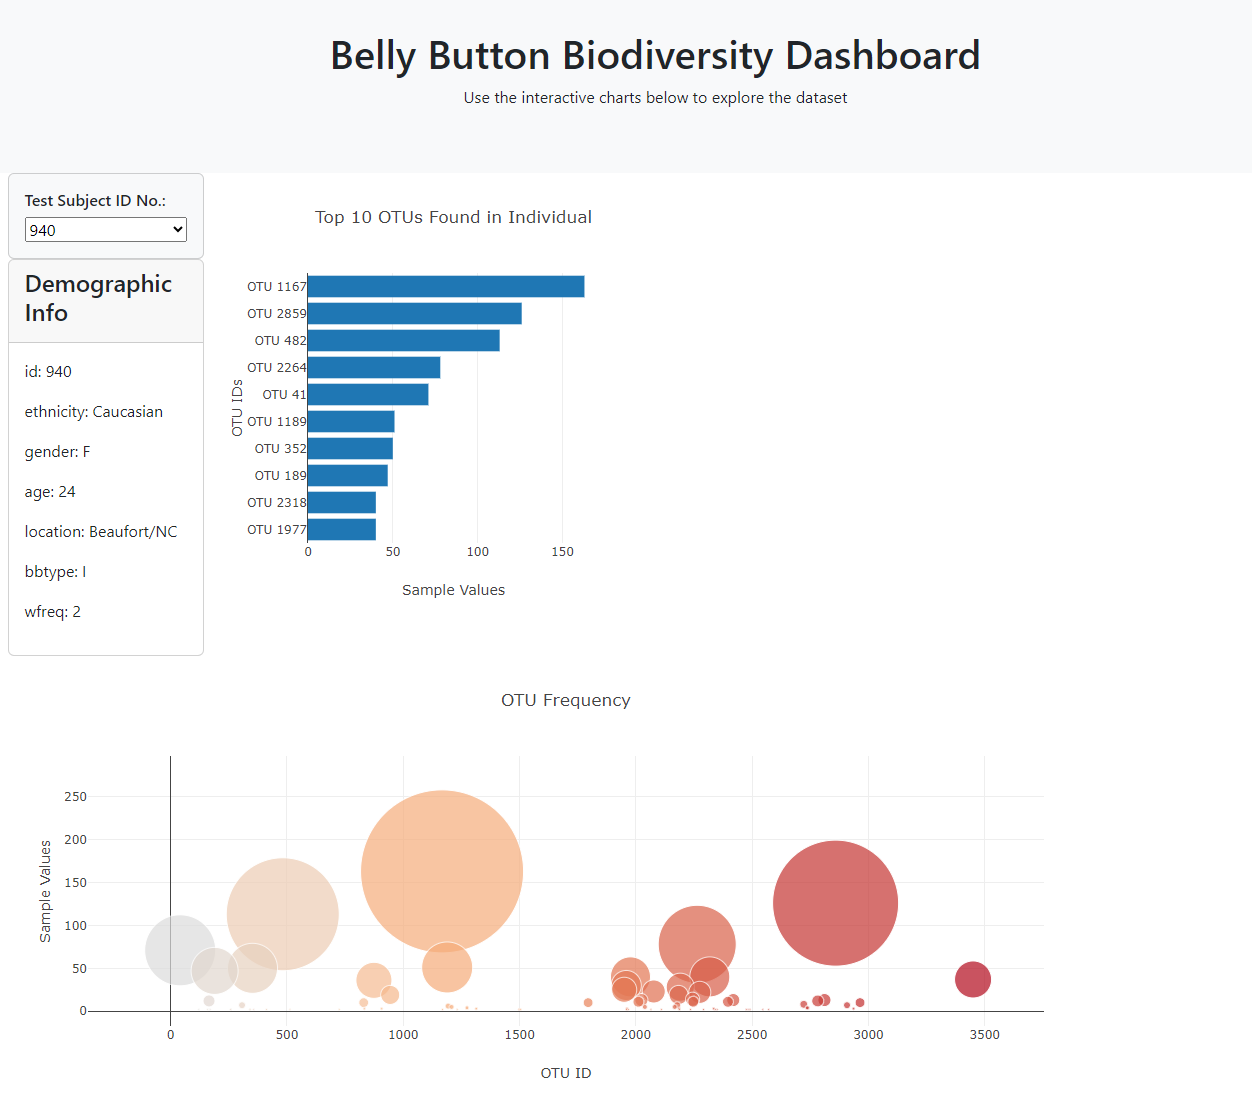 Belly Button Biodiversity Dashboard
Use the interactive charts below to explore the dataset
Test Subject ID No.:
940
Demographic
Info
id: 940
ethnicity: Caucasian
gender: F
age: 24
location: Beaufort/NC
bbtype: I
wfreq: 2
Top 10 OTUs Found in Individual
OTU IDs
OTU 1167
OTU 2859
OTU 482
OTU 2264
OTU 41
OTU 1189
OTU 352
OTU 189
OTU 2318
OTU 1977
0 50 100 150
Sample Values
OTU Frequency
Sample Values
250
200
150
100
50
0
0 500 1000 1500 2000 2500 3000 3500
OTU ID